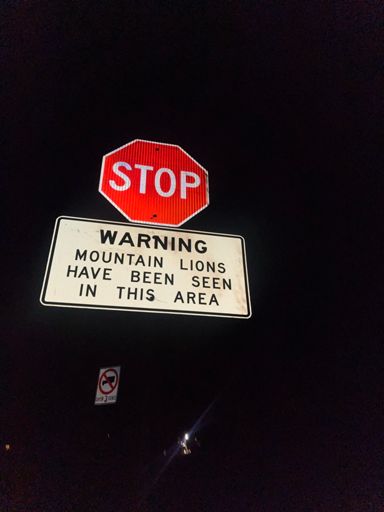 STOP
WARNING
MOUNTAIN LIONS
HAVE BEEN SEEN
IN THIS AREA